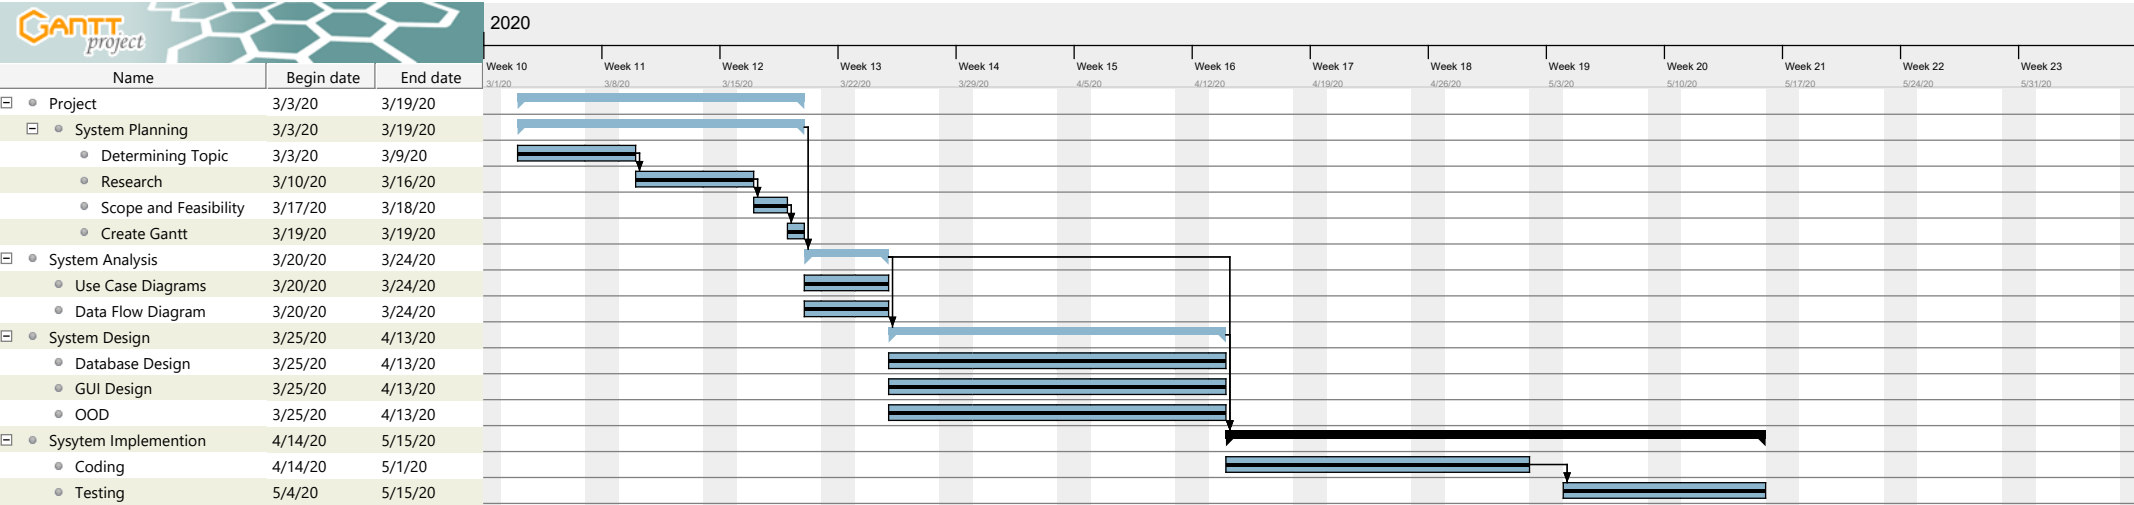 GANTT
project
2020
Week 10 Week 11 Week 12 Week 13 Week 14 Week 15 Week 16 Week 17 Week 18 Week 19 Week 20 Week 21 Week 22 Week 23
Name Begin date End date
3/1/20 3/8/20 3/15/20 3/22/20 3/29/20 4/5/20 4/12/20 4/19/20 4/26/20 5/3/20 5/10/20 5/17/20 5/24/20 5/31/20
Project 3/3/20 3/19/20
System Planning 3/3/20 3/19/20
Determining Topic 3/3/20 3/9/20
Research 3/10/20 3/16/20
Scope and Feasibility 3/17/20 3/18/20
Create Gantt 3/19/20 3/19/20
System Analysis 3/20/20 3/24/20
Use Case Diagrams 3/20/20 3/24/20
Data Flow Diagram 3/20/20 3/24/20
System Design 3/25/20 4/13/20
Database Design 3/25/20 4/13/20
GUI Design 3/25/20 4/13/20
OOD 3/25/20 4/13/20
Sysytem Implemention 4/14/20 5/15/20
Coding 4/14/20 5/1/20
Testing 5/4/20 5/15/20